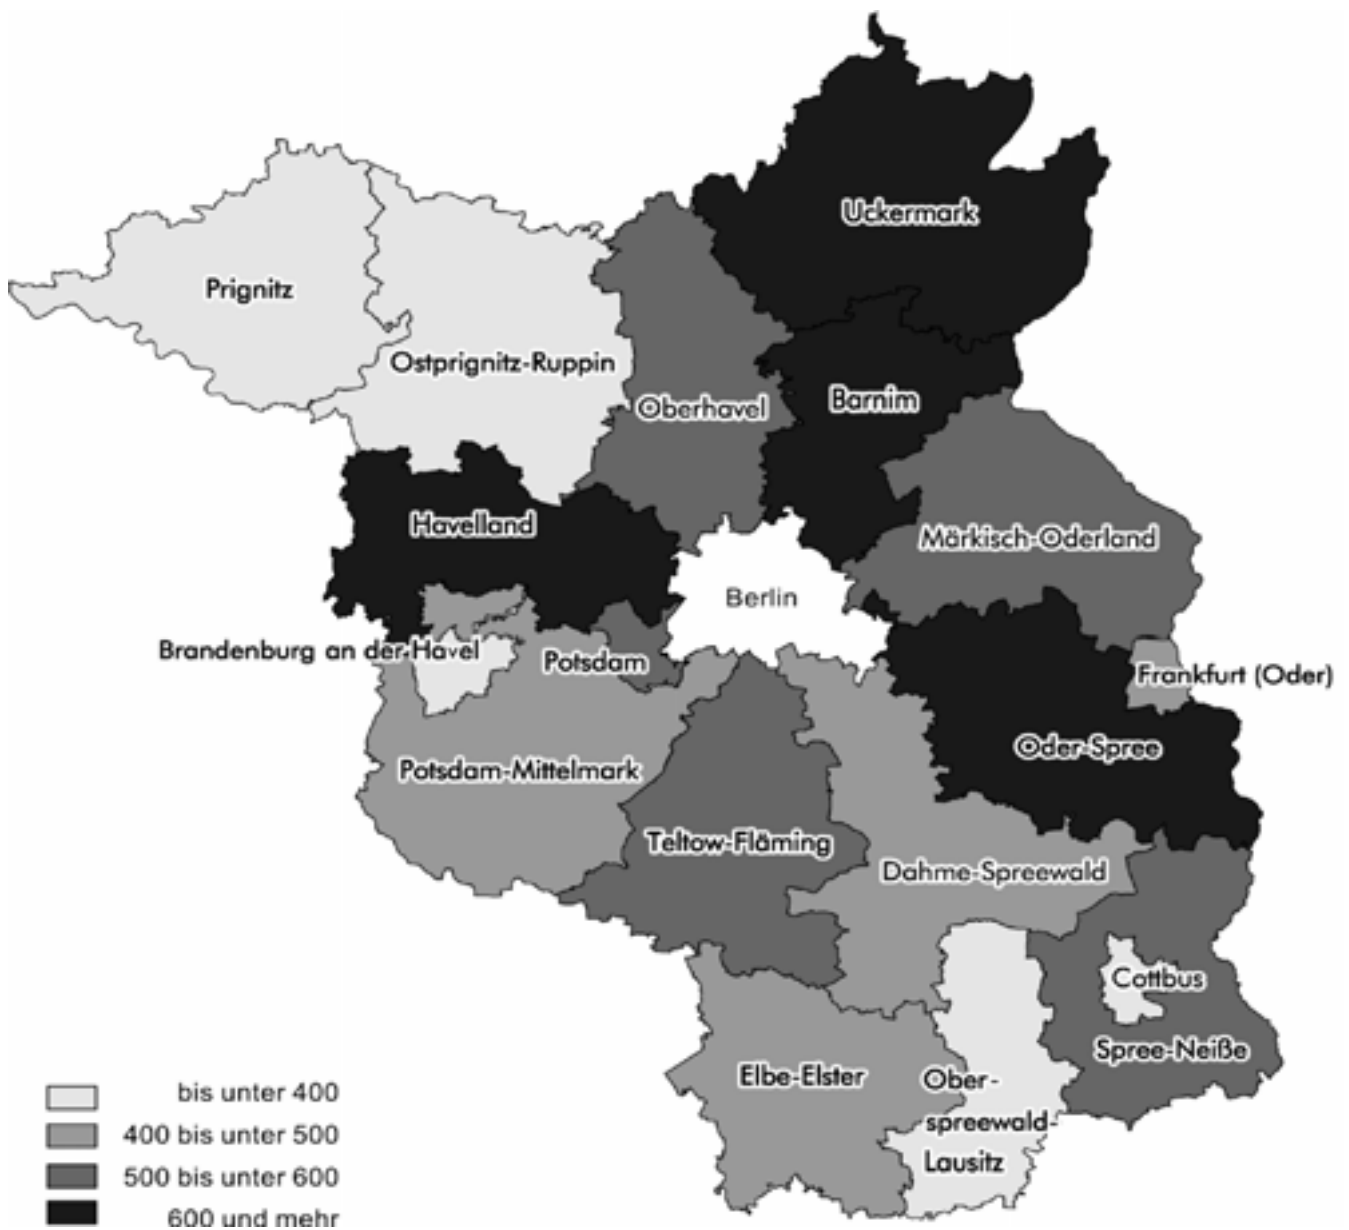 Uckermark
Prignitz
Ostprignitz-Ruppin
Oberhavel
Barnim
Havelland
Märkisch-Oderland
Berlin
Brandenburg an der Havel
Potsdam
Frankfurt (Oder)
Oder-Spree
Potsdam-Mittelmark
Teltow-Fläming
Dahme-Spreewald
Cottbus
Spree-Neiße
Elbe-Elster
Ober-
spreewald-
Lausitz
bis unter 400
400 bis unter 500
500 bis unter 600
600 und mehr